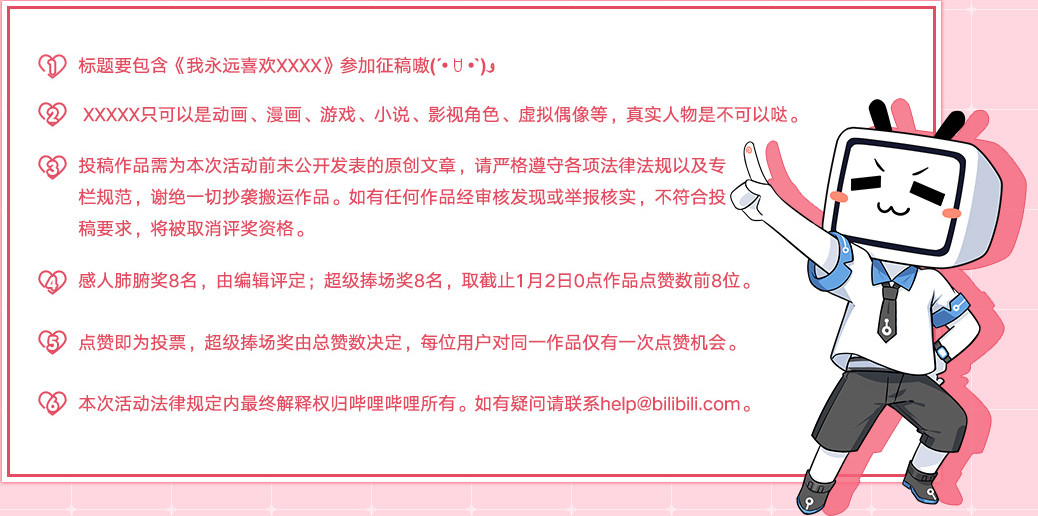 1 标题要包含《我永远喜欢XXXX》参加征稿嗷(´•ㅂ•`)و
2 XXXXX只可以是动画、漫画、游戏、小说、影视角色、虚拟偶像等，真实人物是不可以哒。
3 投稿作品需为本次活动前未公开发表的原创文章，请严格遵守各项法律法规以及专
栏规范，谢绝一切抄袭搬运作品。如有任何作品经审核发现或举报核实，不符合投
稿要求，将被取消评奖资格。
4 感人肺腑奖8名，由编辑评定；超级捧场奖8名，取截止1月2日0点作品点赞数前8位。
5 点赞即为投票，超级捧场奖由总赞数决定，每位用户对同一作品仅有一次点赞机会。
6 本次活动法律规定内最终解释权归哔哩哔哩所有。如有疑问请联系help@bilibili.com。